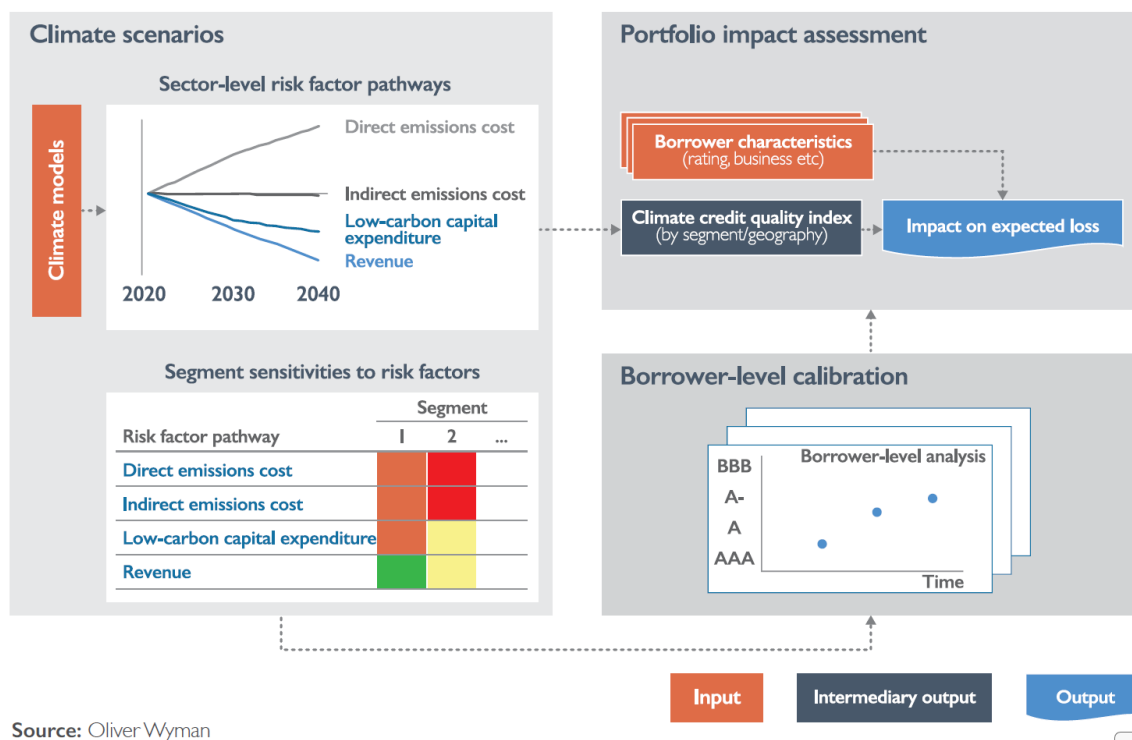 Climate scenarios
Sector-level risk factor pathways
Climate models
Direct emissions cost
Indirect emissions cost
Low-carbon capital
expenditure
Revenue
2020 2030 2040
Segment sensitivities to risk factors
Segment
Risk factor pathway 1 2 ...
Direct emissions cost
Indirect emissions cost
Low-carbon capital expenditure
Revenue
Portfolio impact assessment
Borrower characteristics
(rating, business etc)
Climate credit quality index
(by segment/geography)
Impact on expected loss
Borrower-level calibration
Borrower-level analysis
BBB
A-
A
AAA
Time
Input
Intermediary output
Output
Source: Oliver Wyman